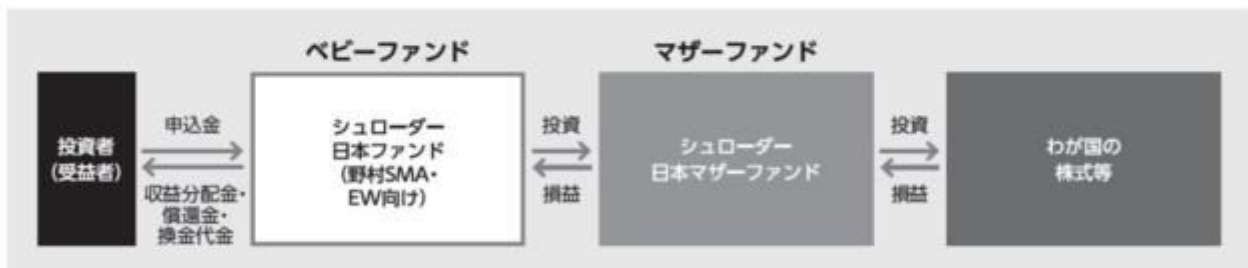 ベビーファンド
マザーファンド
投資者
(受益者)
申込金
収益分配金・
償還金・
換金代金
シュローダー
日本ファンド
(野村SMA・
EW向け)
投資
損益
シュローダー
日本マザーファンド
投資
損益
わが国の
株式等